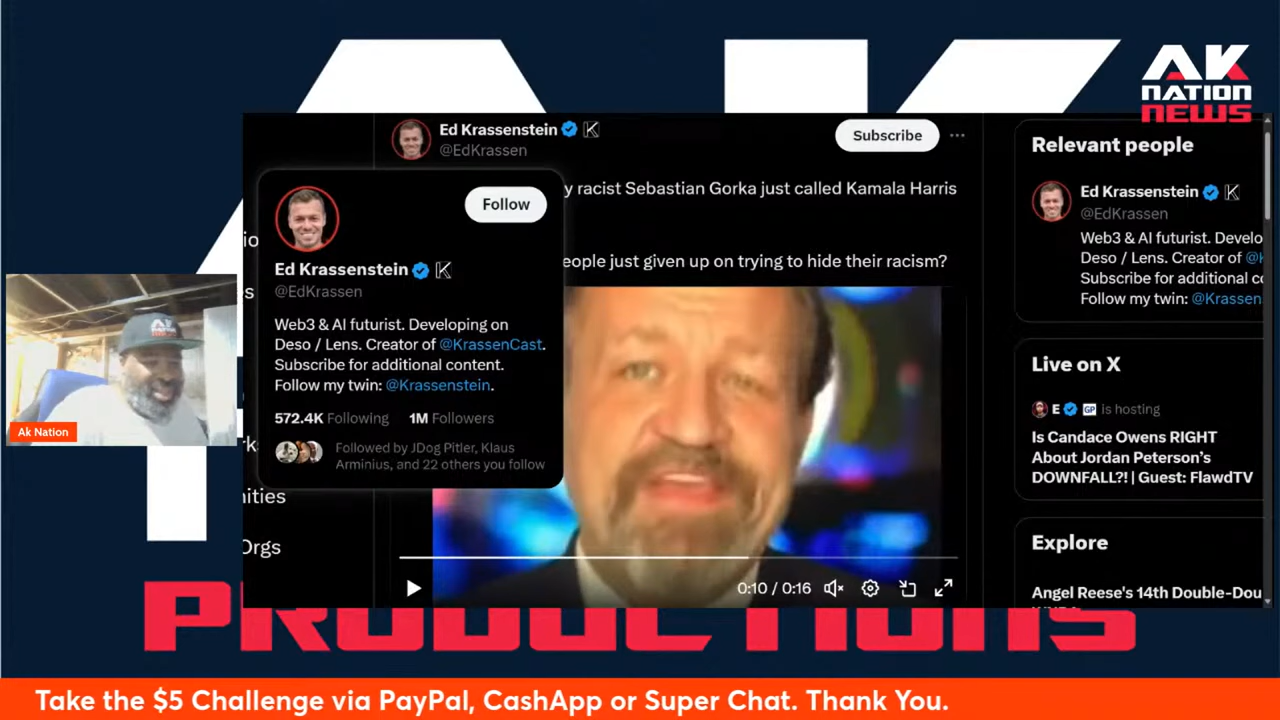 AK
NATION
NEWS
Ed Krassenstein
@EdKrassen
Subscribe
y racist Sebastian Gorka just called Kamala Harris
eople just given up on trying to hide their racism?
Follow
Ed Krassenstein
@EdKrassen
Web3 & AI futurist. Developing on
Deso / Lens. Creator of @KrassenCast.
Subscribe for additional content.
Follow my twin: @Krassenstein.
572.4K Following 1M Followers
Followed by JDog Pitler, Klaus
Arminius, and 22 others you follow
Orgs
0:10 / 0:16
Relevant people
Ed Krassenstein
@EdKrassen
Web3 & AI futurist. Develo
Deso / Lens. Creator of @K
Subscribe for additional co
Follow my twin: @Krassen
Live on X
E GP is hosting
Is Candace Owens RIGHT
About Jordan Peterson's
DOWNFALL?! | Guest: FlawdTV
Explore
Angel Reese's 14th Double-Dou
Ak Nation
PRODUCTIONS
Take the $5 Challenge via PayPal, CashApp or Super Chat. Thank You.